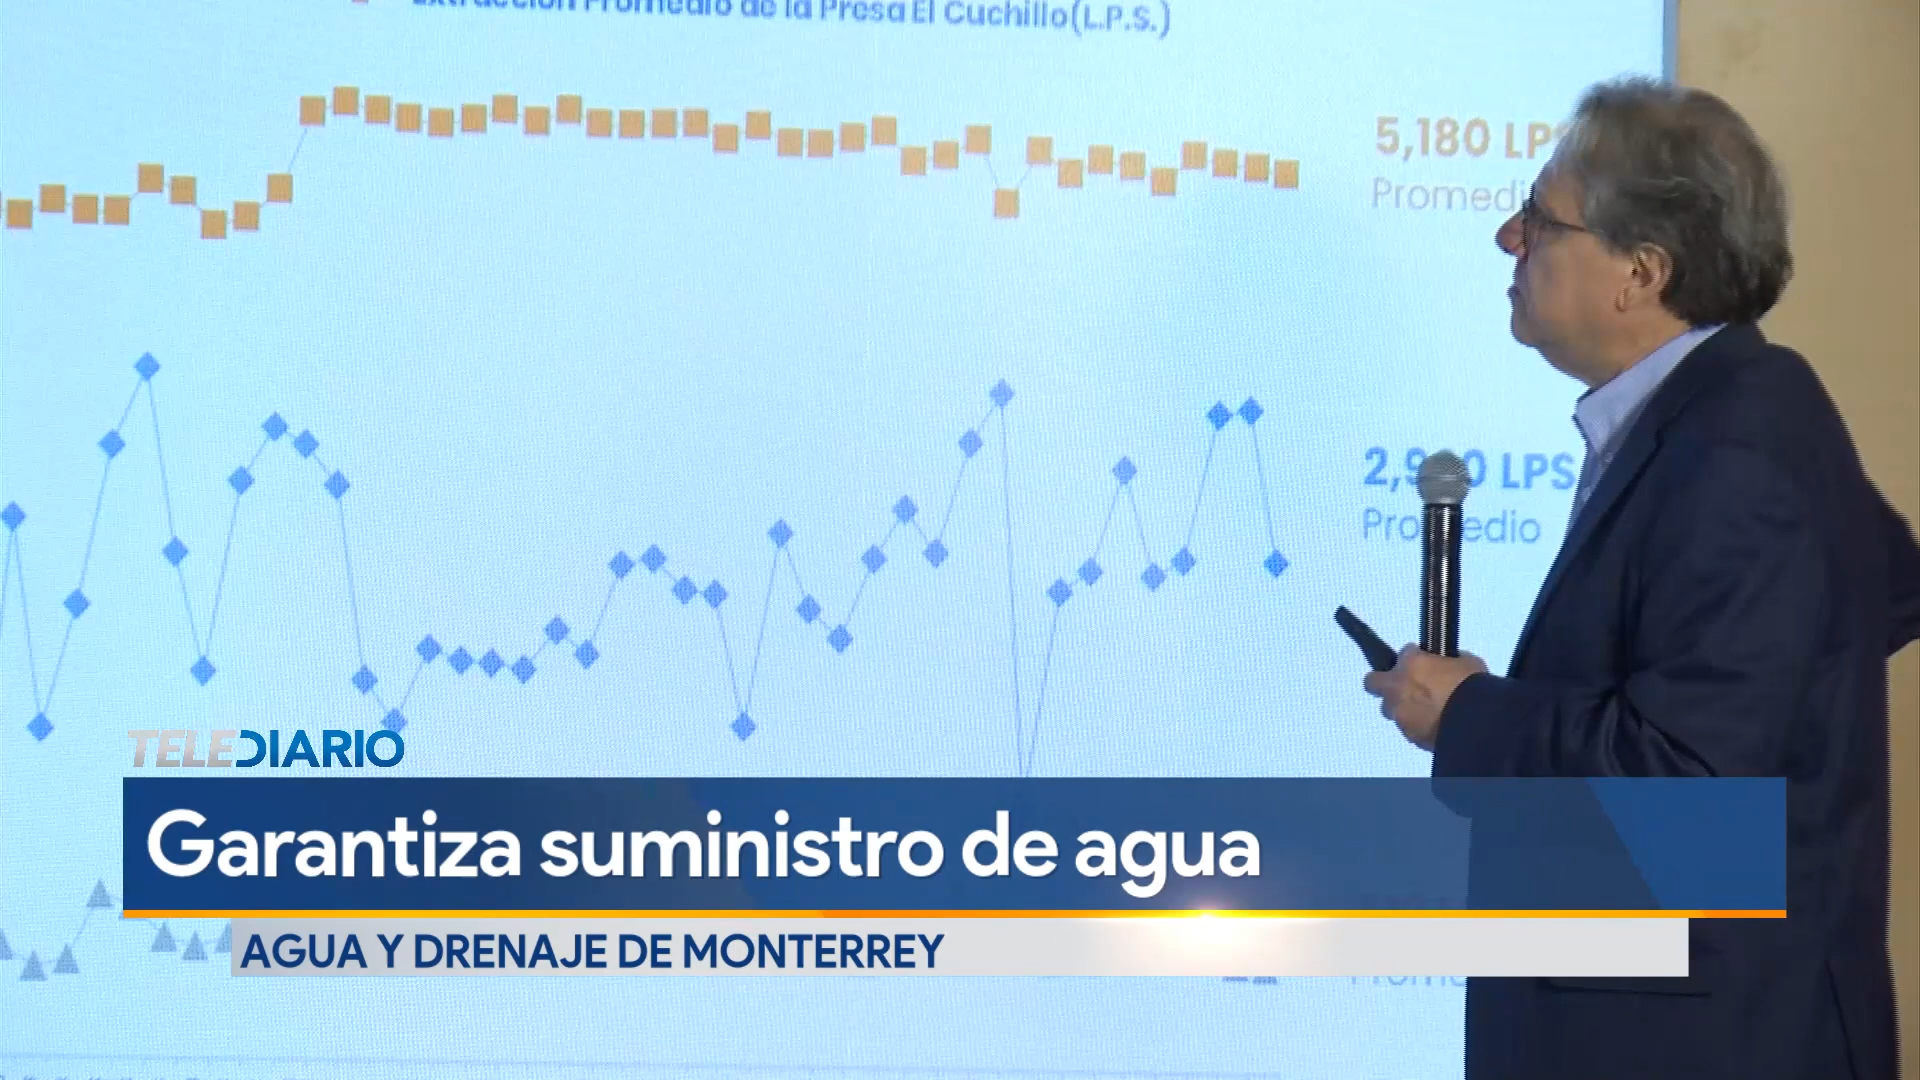 Extracción Promedio de la Presa El Cuchillo(L.P.S.)
5,180 LPS
Promedio
LPS
Promedio
TELEDIARIO
Garantiza suministro de agua
AGUA Y DRENAJE DE MONTERREY